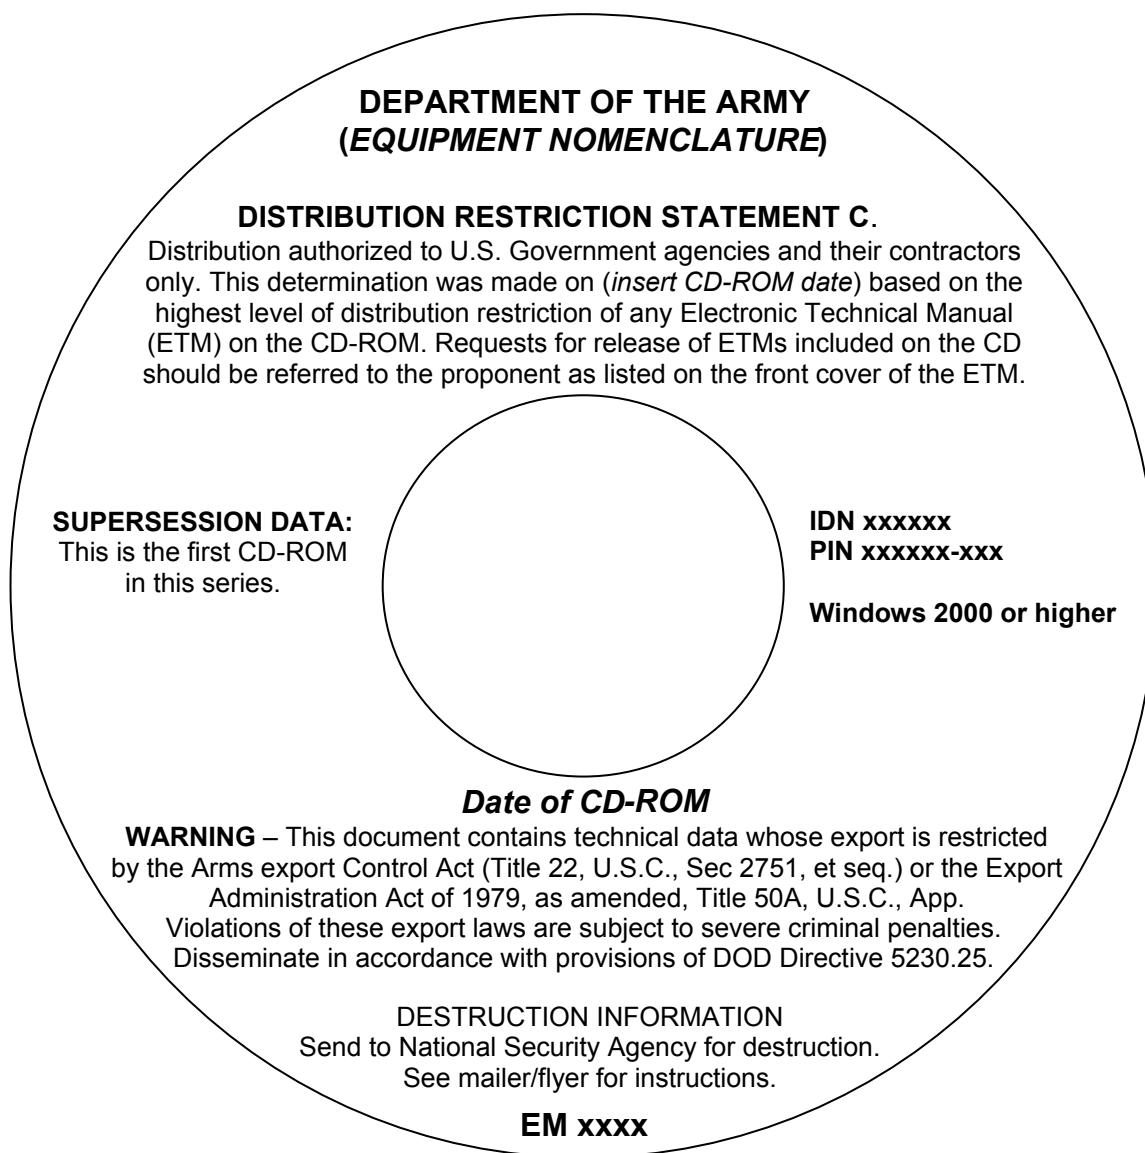 DEPARTMENT OF THE ARMY
(EQUIPMENT NOMENCLATURE)
DISTRIBUTION RESTRICTION STATEMENT C.
Distribution authorized to U.S. Government agencies and their contractors
only. This determination was made on (insert CD-ROM date) based on the
highest level of distribution restriction of any Electronic Technical Manual
(ETM) on the CD-ROM. Requests for release of ETMs included on the CD
should be referred to the proponent as listed on the front cover of the ETM.
SUPERSESSION DATA:
This is the first CD-ROM
in this series.
IDN xxxxxx
PIN xxxxxx-xxx
Windows 2000 or higher
Date of CD-ROM
WARNING – This document contains technical data whose export is restricted
by the Arms export Control Act (Title 22, U.S.C., Sec 2751, et seq.) or the Export
Administration Act of 1979, as amended, Title 50A, U.S.C., App.
Violations of these export laws are subject to severe criminal penalties.
Disseminate in accordance with provisions of DOD Directive 5230.25.
DESTRUCTION INFORMATION
Send to National Security Agency for destruction.
See mailer/flyer for instructions.
EM xxxx